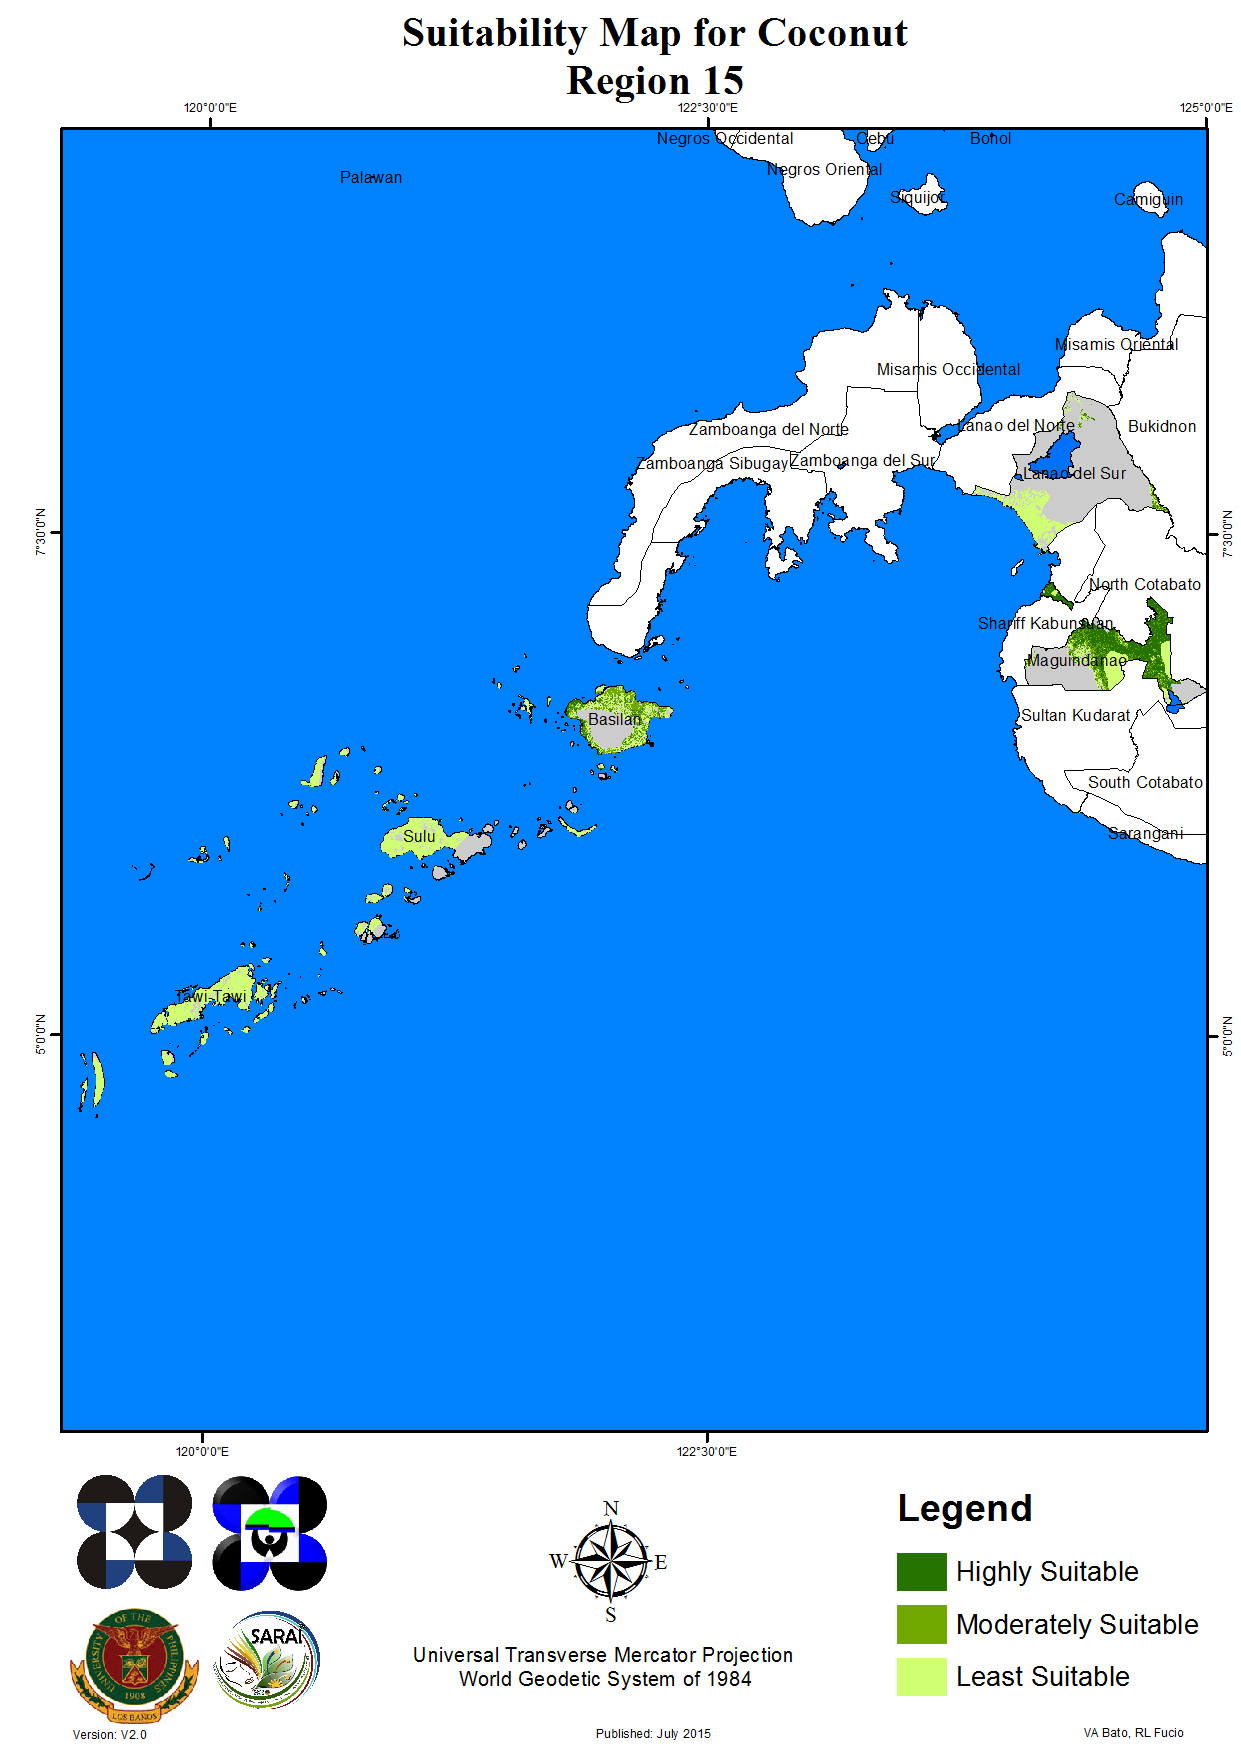 Suitability Map for Coconut
Region 15
120°0'0"E
122°30'0"E
125°0'0"E
Negros Occidental
Cebu
Bohol
Palawan
Negros Oriental
Siquijor
Camiguin
Misamis Oriental
Misamis Occidental
Zamboanga del Norte
Lanao del Norte
Bukidnon
Zamboanga Sibugay
Zamboanga del Sur
Lanao del Sur
7°30'0"N
7°30'0"N
North Cotabato
Shariff Kabunsuan
Maguindanao
Basilan
Sultan Kudarat
South Cotabato
Sulu
Sarangani
Tawi-Tawi
5°0'0"N
5°0'0"N
120°0'0"E
122°30'0"E
N
W
E
S
Universal Transverse Mercator Projection
World Geodetic System of 1984
Legend
Highly Suitable
Moderately Suitable
Least Suitable
UNIVERSITY OF THE PHILIPPINES
1908
LOS BAÑOS
SARAI
Version: V2.0
Published: July 2015
VA Bato, RL Fucio